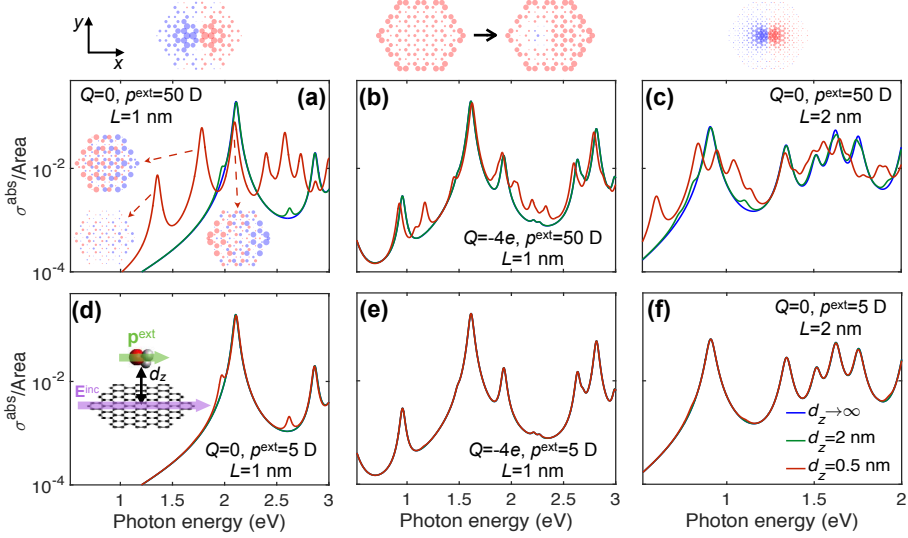 y
x
Q=0, p^ext=50 D
L=1 nm
(a)
(b)
Q=-4e, p^ext=50 D
L=1 nm
(c)
Q=0, p^ext=50 D
L=2 nm
σ^abs/Area
10^-2
10^-4
(d)
p^ext
d_z
E^inc
Q=0, p^ext=5 D
L=1 nm
(e)
Q=-4e, p^ext=5 D
L=1 nm
(f)
Q=0, p^ext=5 D
L=2 nm
d_z→∞
d_z=2 nm
d_z=0.5 nm
σ^abs/Area
10^-2
10^-4
1 1.5 2 2.5 3
1 1.5 2 2.5 3
0.5 1 1.5 2
Photon energy (eV)
Photon energy (eV)
Photon energy (eV)